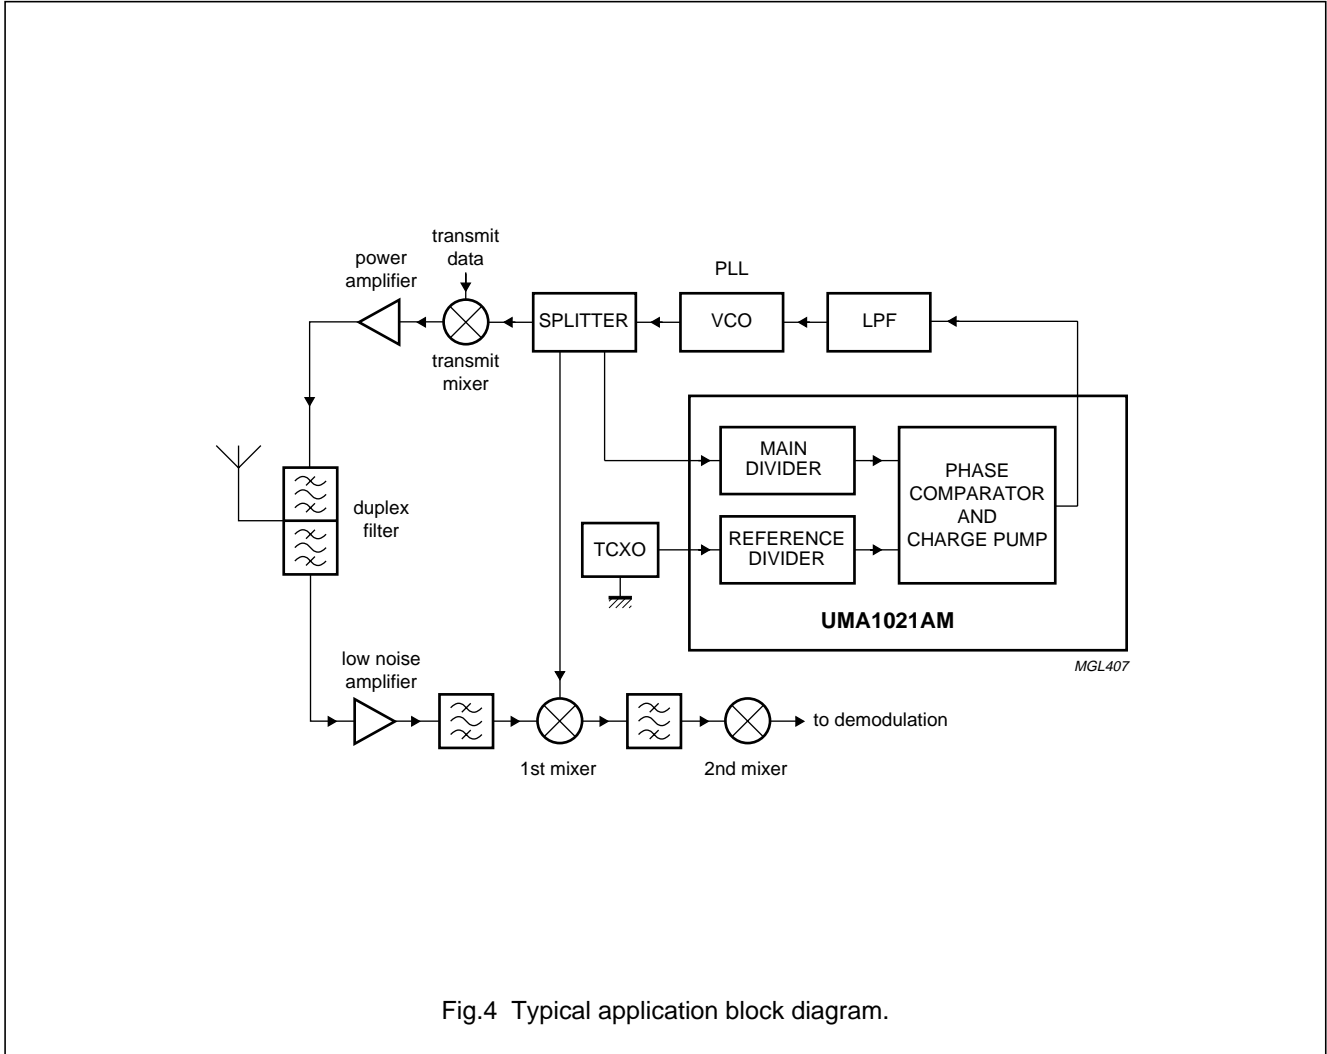 transmit
data
power
amplifier
PLL
SPLITTER
VCO
LPF
transmit
mixer
MAIN
DIVIDER
PHASE
COMPARATOR
AND
CHARGE PUMP
duplex
filter
TCXO
REFERENCE
DIVIDER
UMA1021AM
MGL407
low noise
amplifier
to demodulation
1st mixer
2nd mixer
Fig.4 Typical application block diagram.